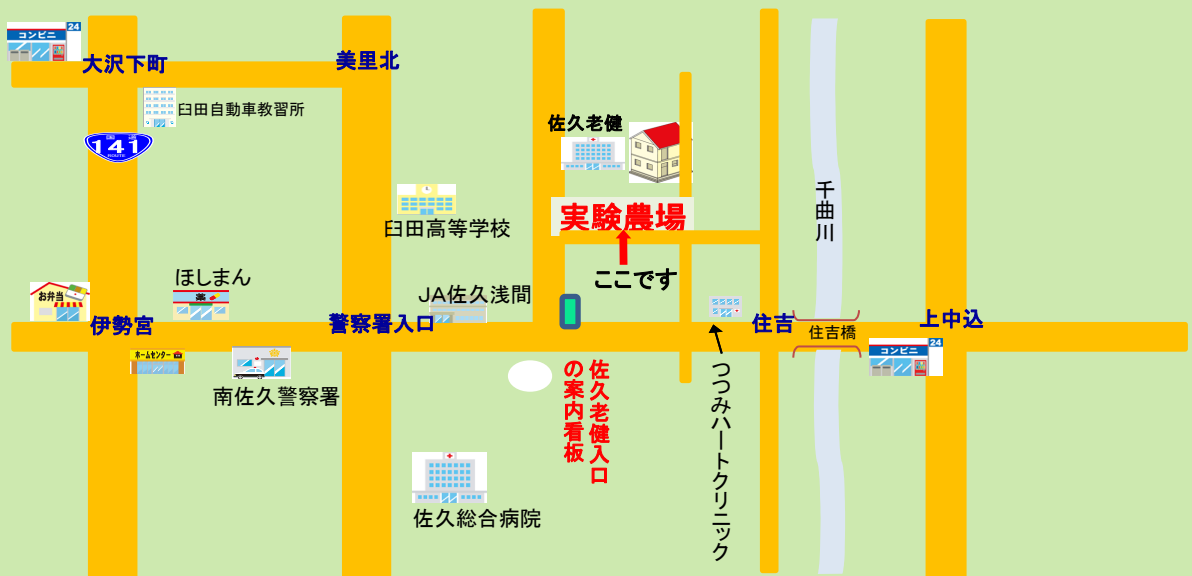 24
コンビニ
大沢下町
美里北
臼田自動車教習所
141
ROUTE
佐久老健
千曲川
実験農場
臼田高等学校
ここです
ほしまん
薬
お弁当
JA佐久浅間
伊勢宮
警察署入口
住吉
住吉橋
上中込
24
コンビニ
ホームセンター
南佐久警察署
佐久老健入口
の案内看板
つつみハートクリニック
佐久総合病院